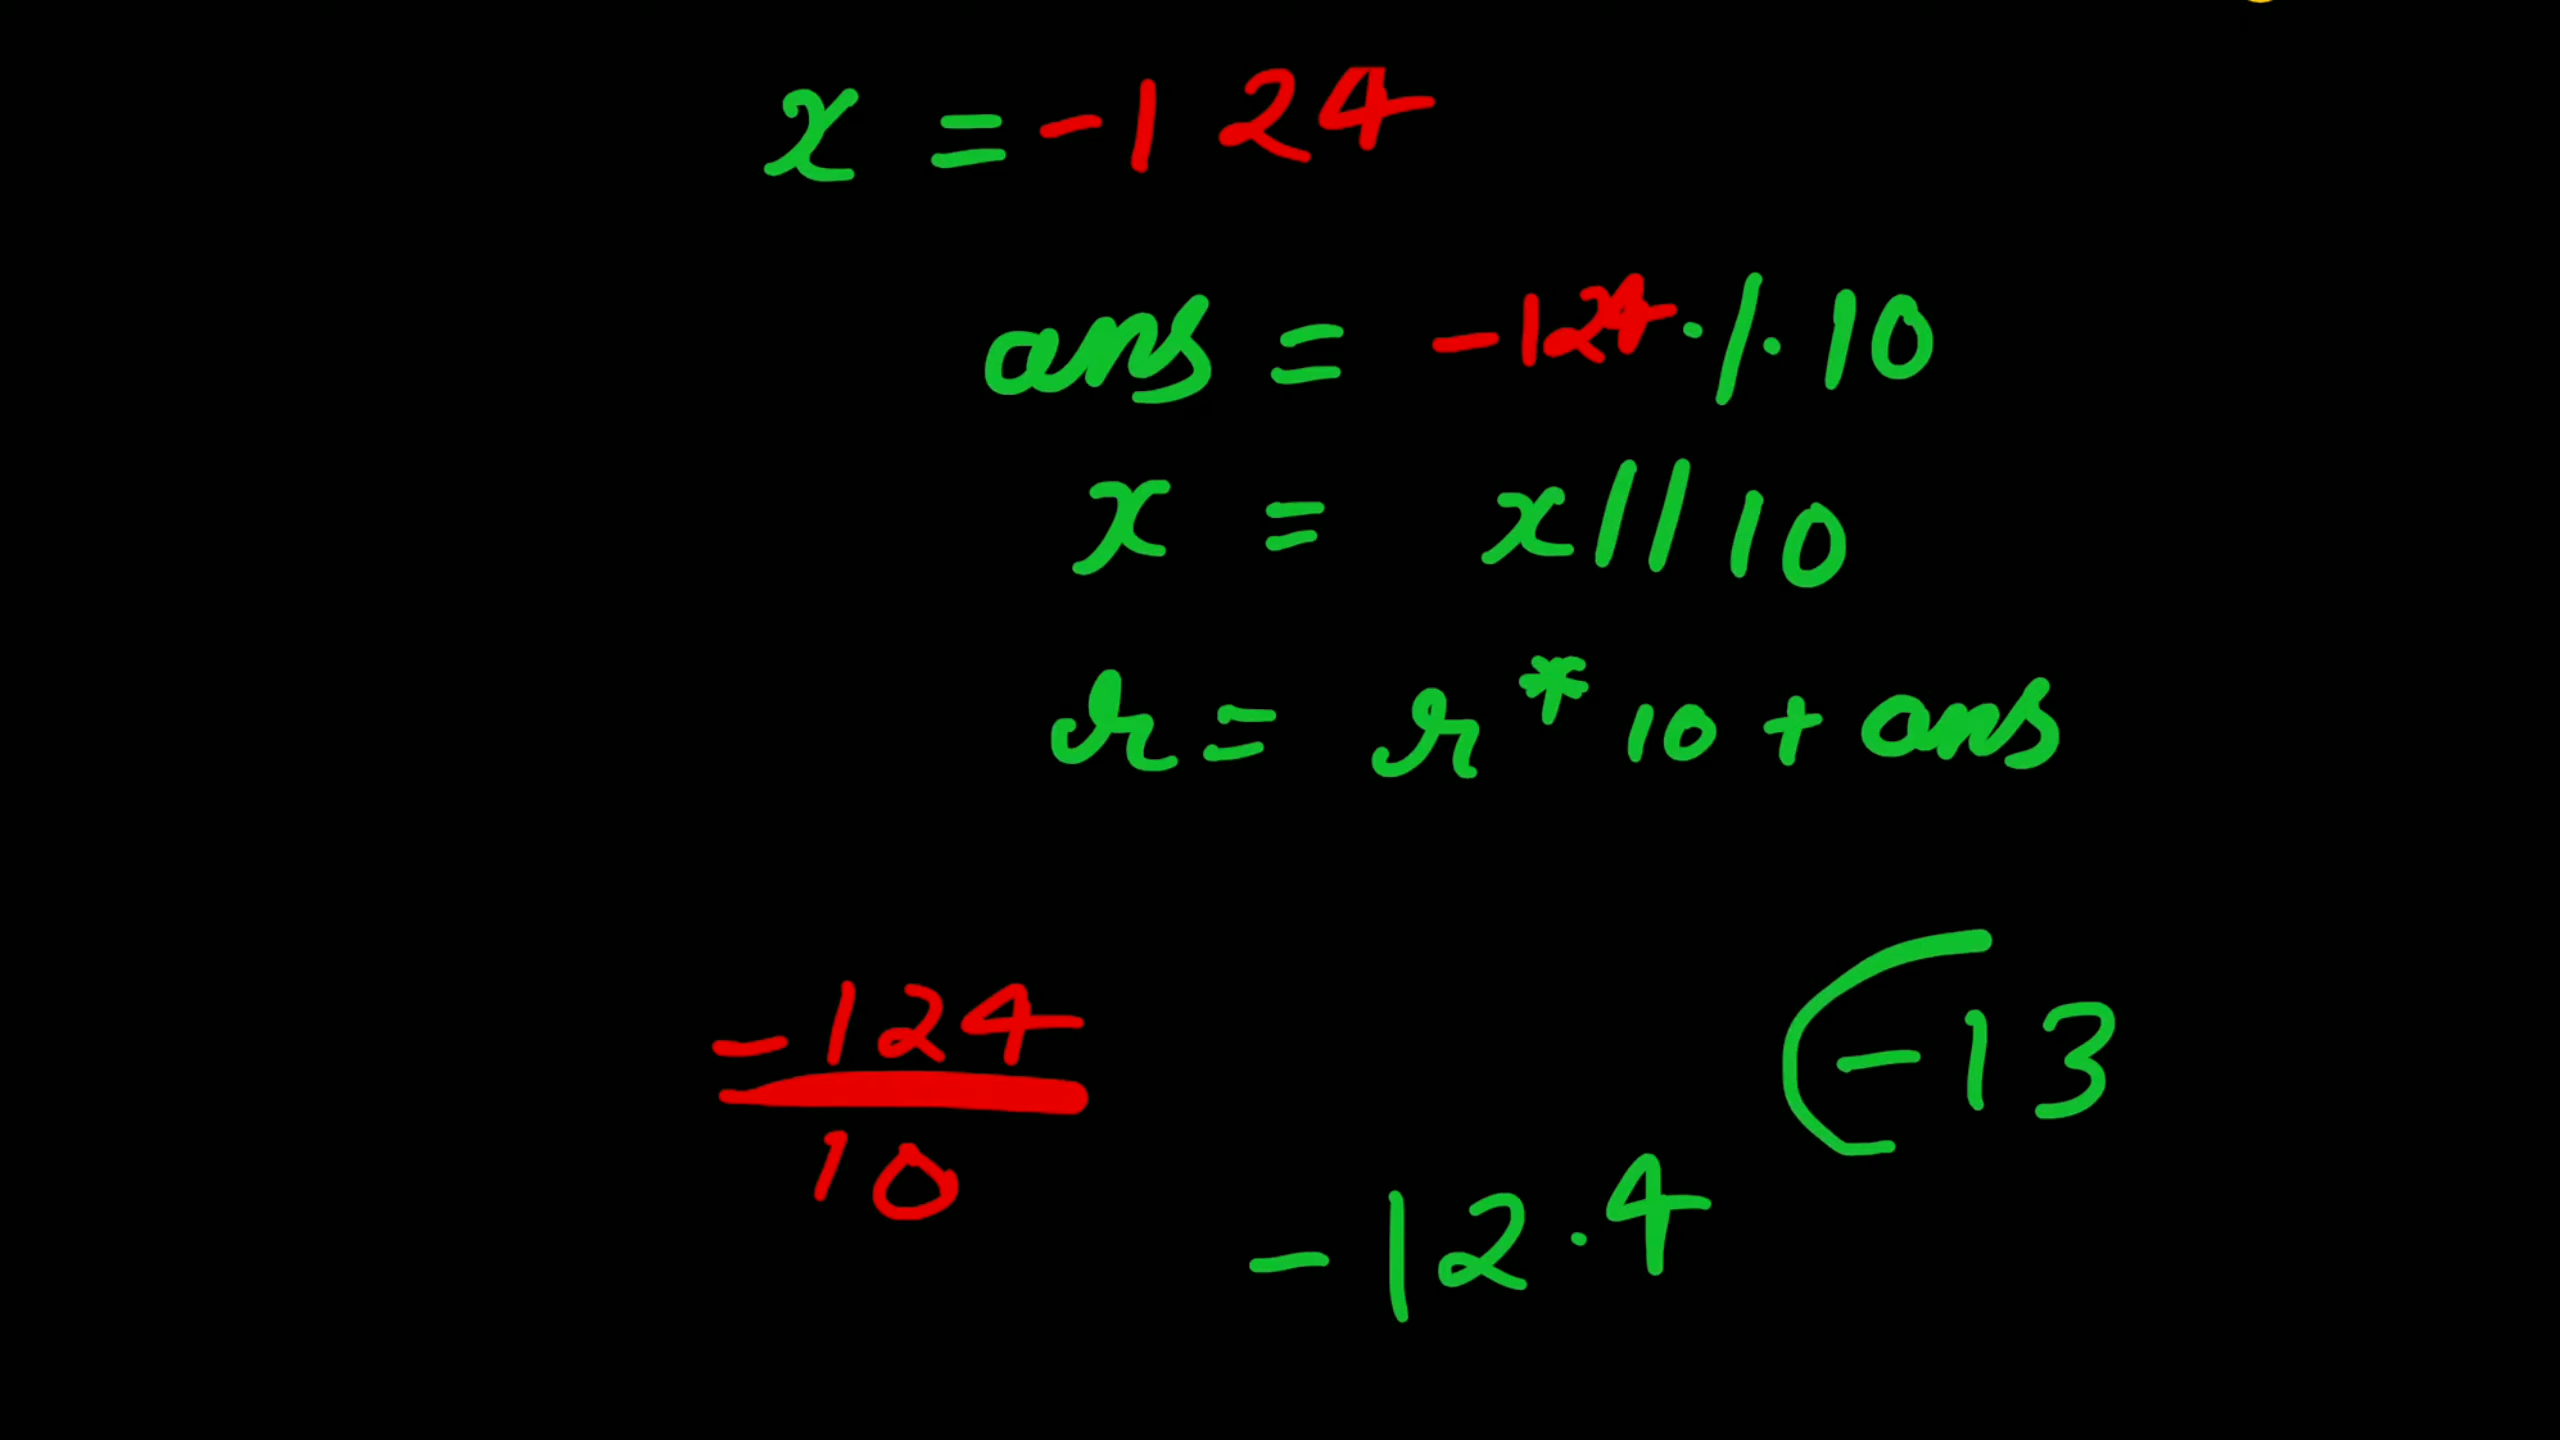 x = -124
ans = -124 % 10
x = x // 10
r = r * 10 + ans
-124
10
-12.4
(-13